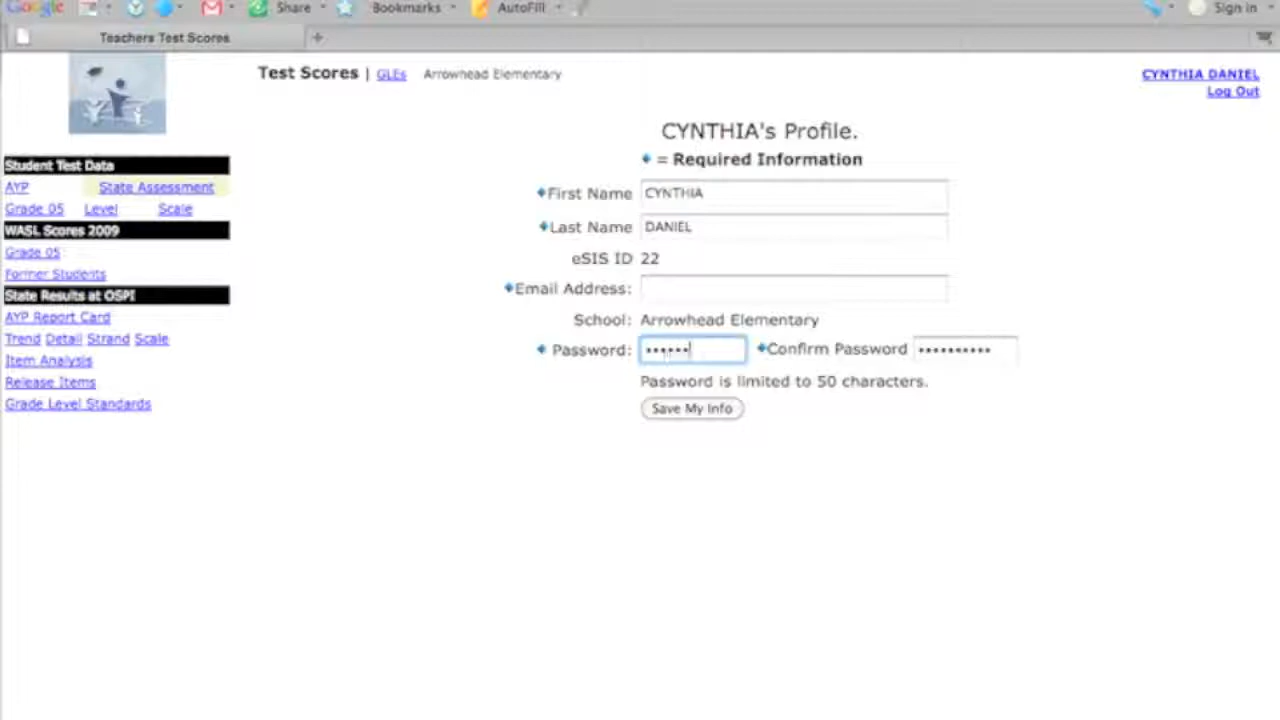 Google Share Bookmarks AutoFill Sign in
Teachers Test Scores
Test Scores | GLEs Arrowhead Elementary
CYNTHIA DANIEL
Log Out
CYNTHIA's Profile.
= Required Information
Student Test Data
AYP State Assessment
Grade 05 Level Scale
WASL Scores 2009
Grade 05
Former Students
State Results at OSPI
AYP Report Card
Trend Detail Strand Scale
Item Analysis
Release Items
Grade Level Standards
First Name CYNTHIA
Last Name DANIEL
eSIS ID 22
Email Address:
School: Arrowhead Elementary
Password: •••••• Confirm Password ••••••••••
Password is limited to 50 characters.
Save My Info